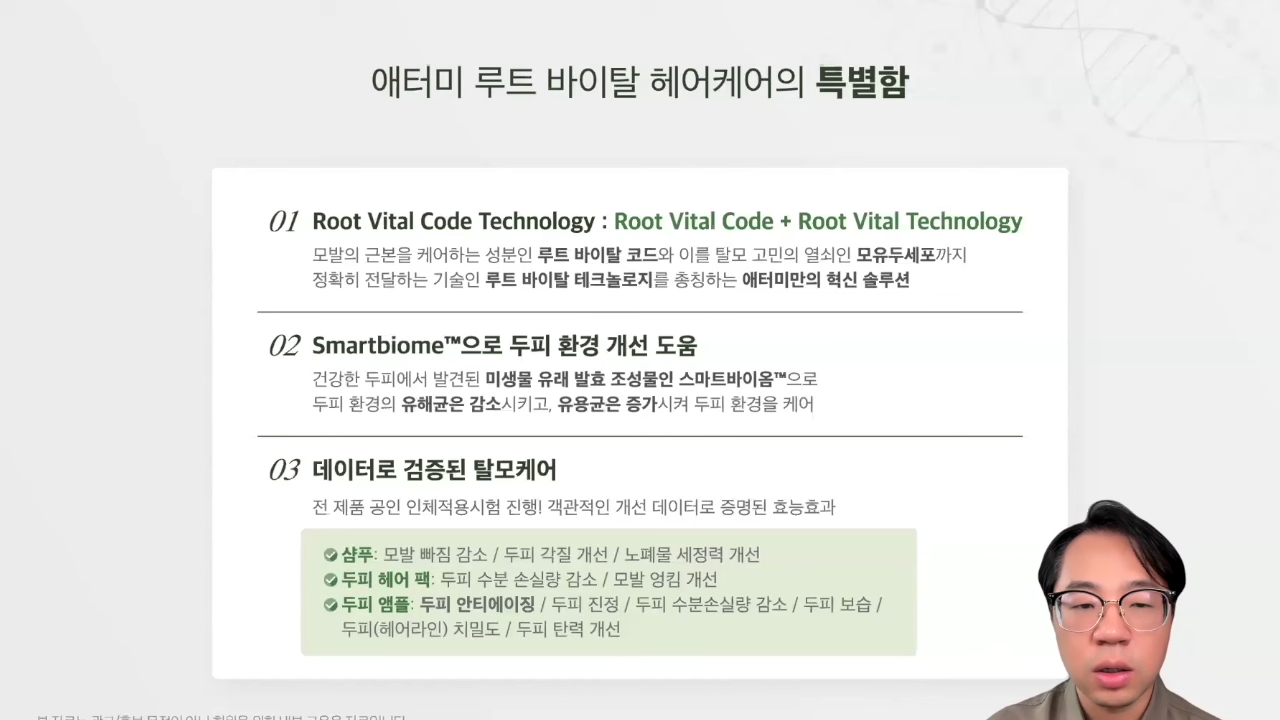 애터미 루트 바이탈 헤어케어의 특별함
01 Root Vital Code Technology : Root Vital Code + Root Vital Technology
모발의 근본을 케어하는 성분인 루트 바이탈 코드와 이를 탈모 고민의 열쇠인 모유두세포까지
정확히 전달하는 기술인 루트 바이탈 테크놀로지를 총칭하는 애터미만의 혁신 솔루션
02 Smartbiome™으로 두피 환경 개선 도움
건강한 두피에서 발견된 미생물 유래 발효 조성물인 스마트바이옴™으로
두피 환경의 유해균은 감소시키고, 유용균은 증가시켜 두피 환경을 케어
03 데이터로 검증된 탈모케어
전 제품 공인 인체적용시험 진행! 객관적인 개선 데이터로 증명된 효능효과
샴푸: 모발 빠짐 감소 / 두피 각질 개선 / 노폐물 세정력 개선
두피 헤어 팩: 두피 수분 손실량 감소 / 모발 엉킴 개선
두피 앰플: 두피 안티에이징 / 두피 진정 / 두피 수분손실량 감소 / 두피 보습 /
두피(헤어라인) 치밀도 / 두피 탄력 개선